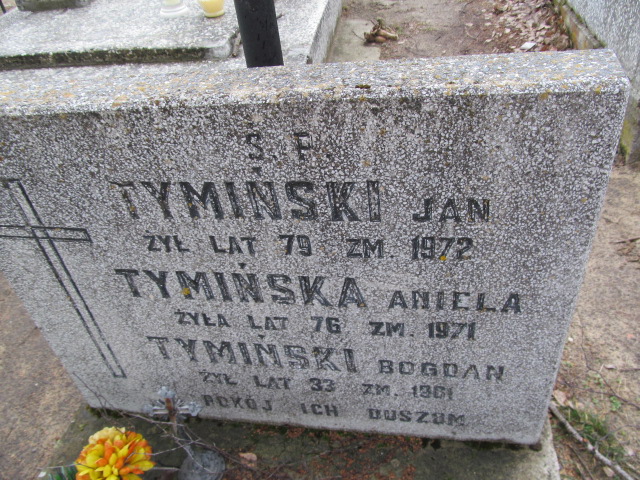 Ś. P.
TYMIŃSKI JAN
ŻYŁ LAT 79 ZM. 1972
TYMIŃSKA ANIELA
ŻYŁA LAT 76 ZM. 1971
TYMIŃSKI BOGDAN
ŻYŁ LAT 33 ZM. 1961
POKÓJ ICH DUSZOM